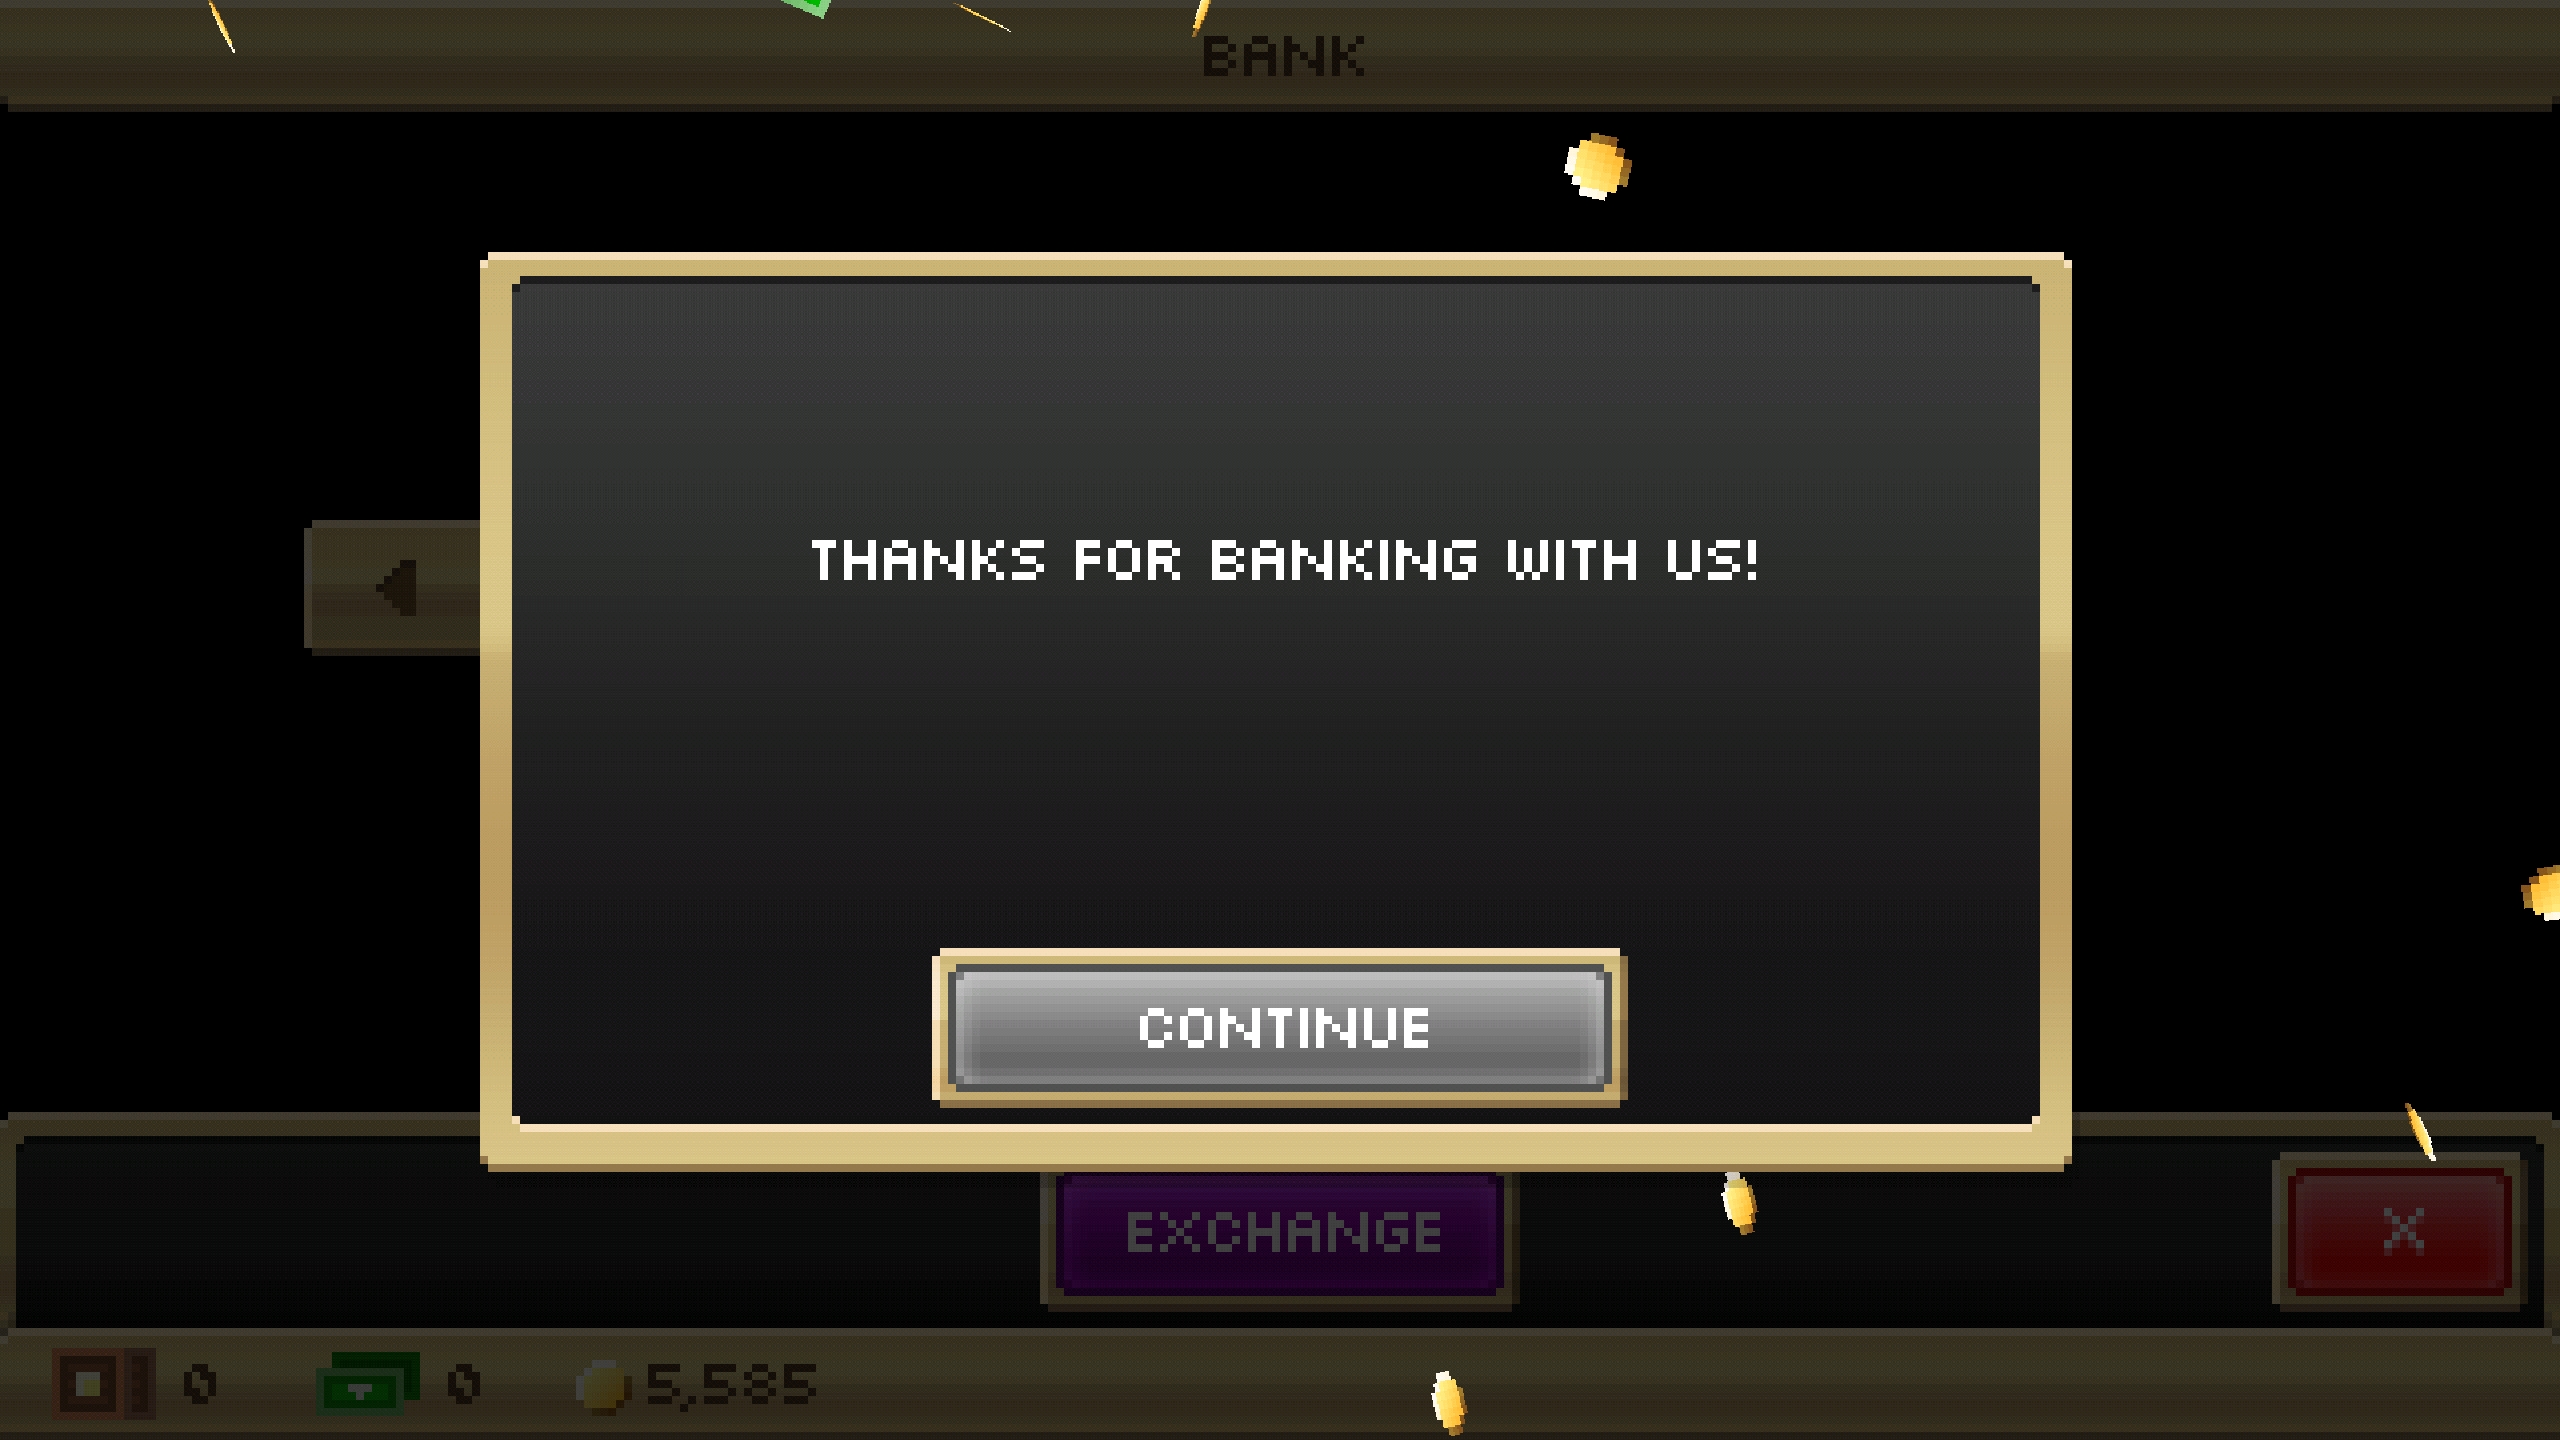 BANK
THANKS FOR BANKING WITH US!
CONTINUE
EXCHANGE
X
0 0 5,585